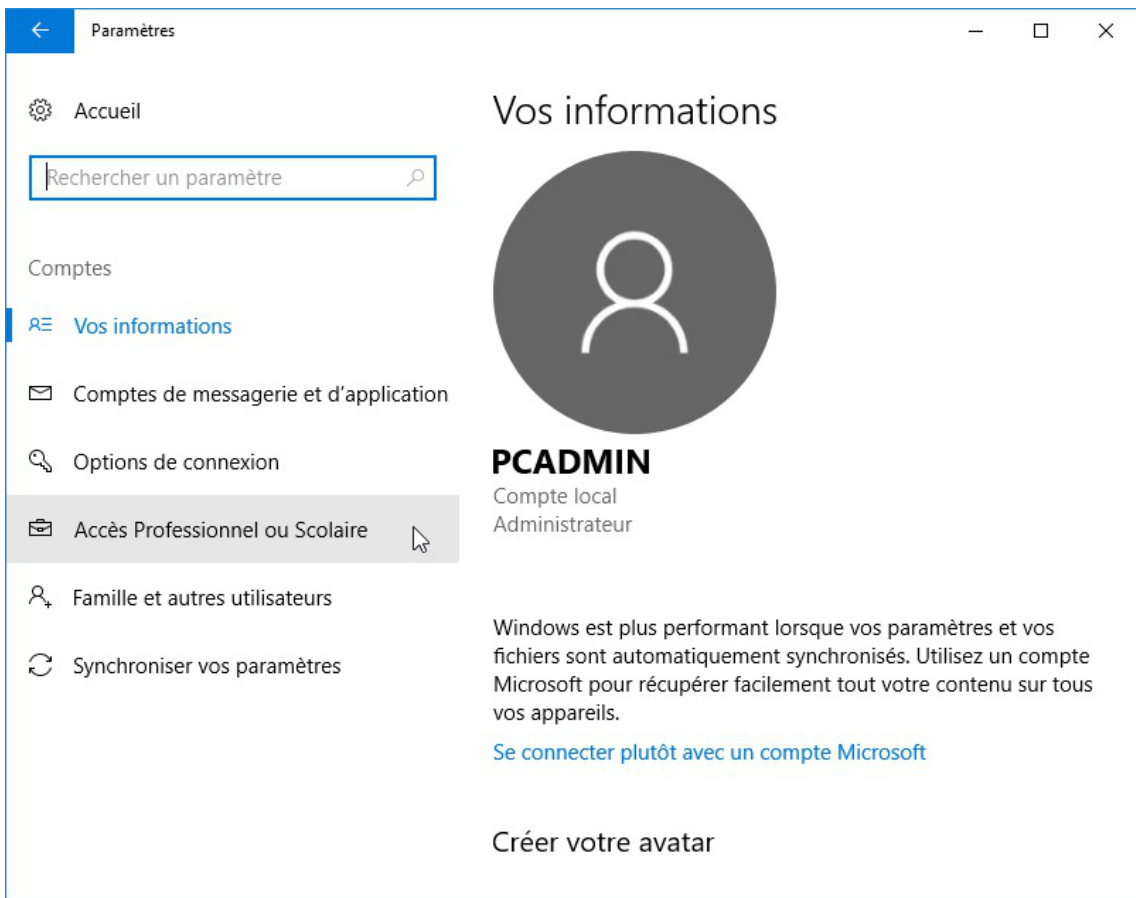 Paramètres
Accueil
Rechercher un paramètre
Comptes
Vos informations
Comptes de messagerie et d’application
Options de connexion
Accès Professionnel ou Scolaire
Famille et autres utilisateurs
Synchroniser vos paramètres
Vos informations
PCADMIN
Compte local
Administrateur
Windows est plus performant lorsque vos paramètres et vos
fichiers sont automatiquement synchronisés. Utilisez un compte
Microsoft pour récupérer facilement tout votre contenu sur tous
vos appareils.
Se connecter plutôt avec un compte Microsoft
Créer votre avatar